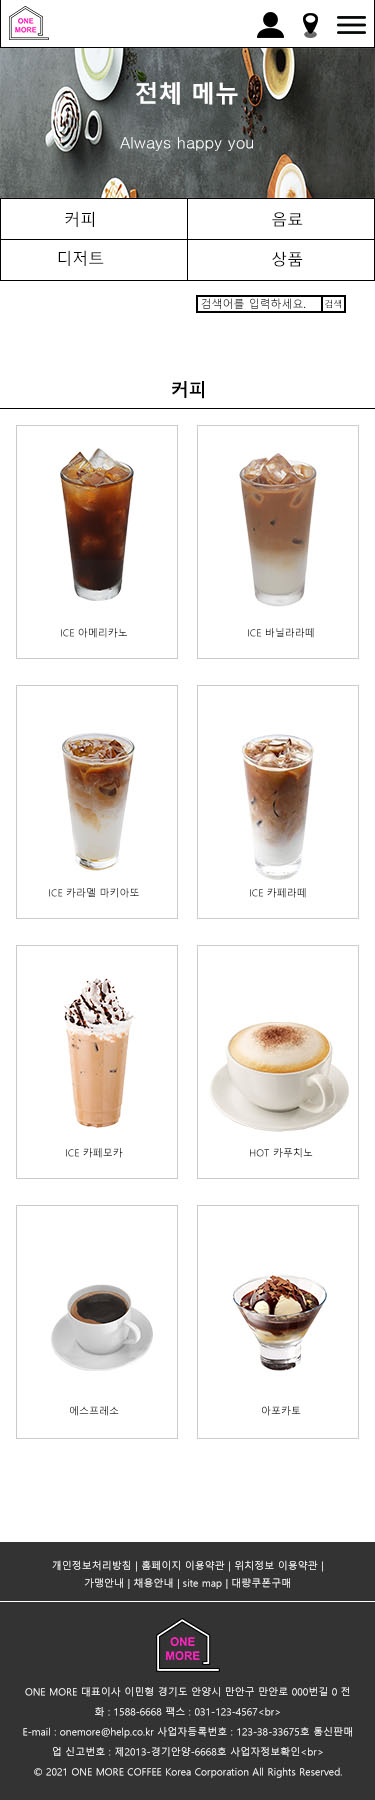 ONE
MORE
전체 메뉴
Always happy you
커피
음료
디저트
상품
검색어를 입력하세요.
검색
커피
ICE 아메리카노
ICE 바닐라라떼
ICE 카라멜 마키아또
ICE 카페라떼
ICE 카페모카
HOT 카푸치노
에스프레소
아포카토
개인정보처리방침 | 홈페이지 이용약관 | 위치정보 이용약관 |
가맹안내 | 채용안내 | site map | 대량쿠폰구매
ONE
MORE
ONE MORE 대표이사 이민형 경기도 안양시 만안구 만안로 000번길 0 전
화 : 1588-6668 팩스 : 031-123-4567<br>
E-mail : onemore@help.co.kr 사업자등록번호 : 123-38-33675호 통신판매
업 신고번호 : 제2013-경기안양-6668호 사업자정보확인<br>
© 2021 ONE MORE COFFEE Korea Corporation All Rights Reserved.